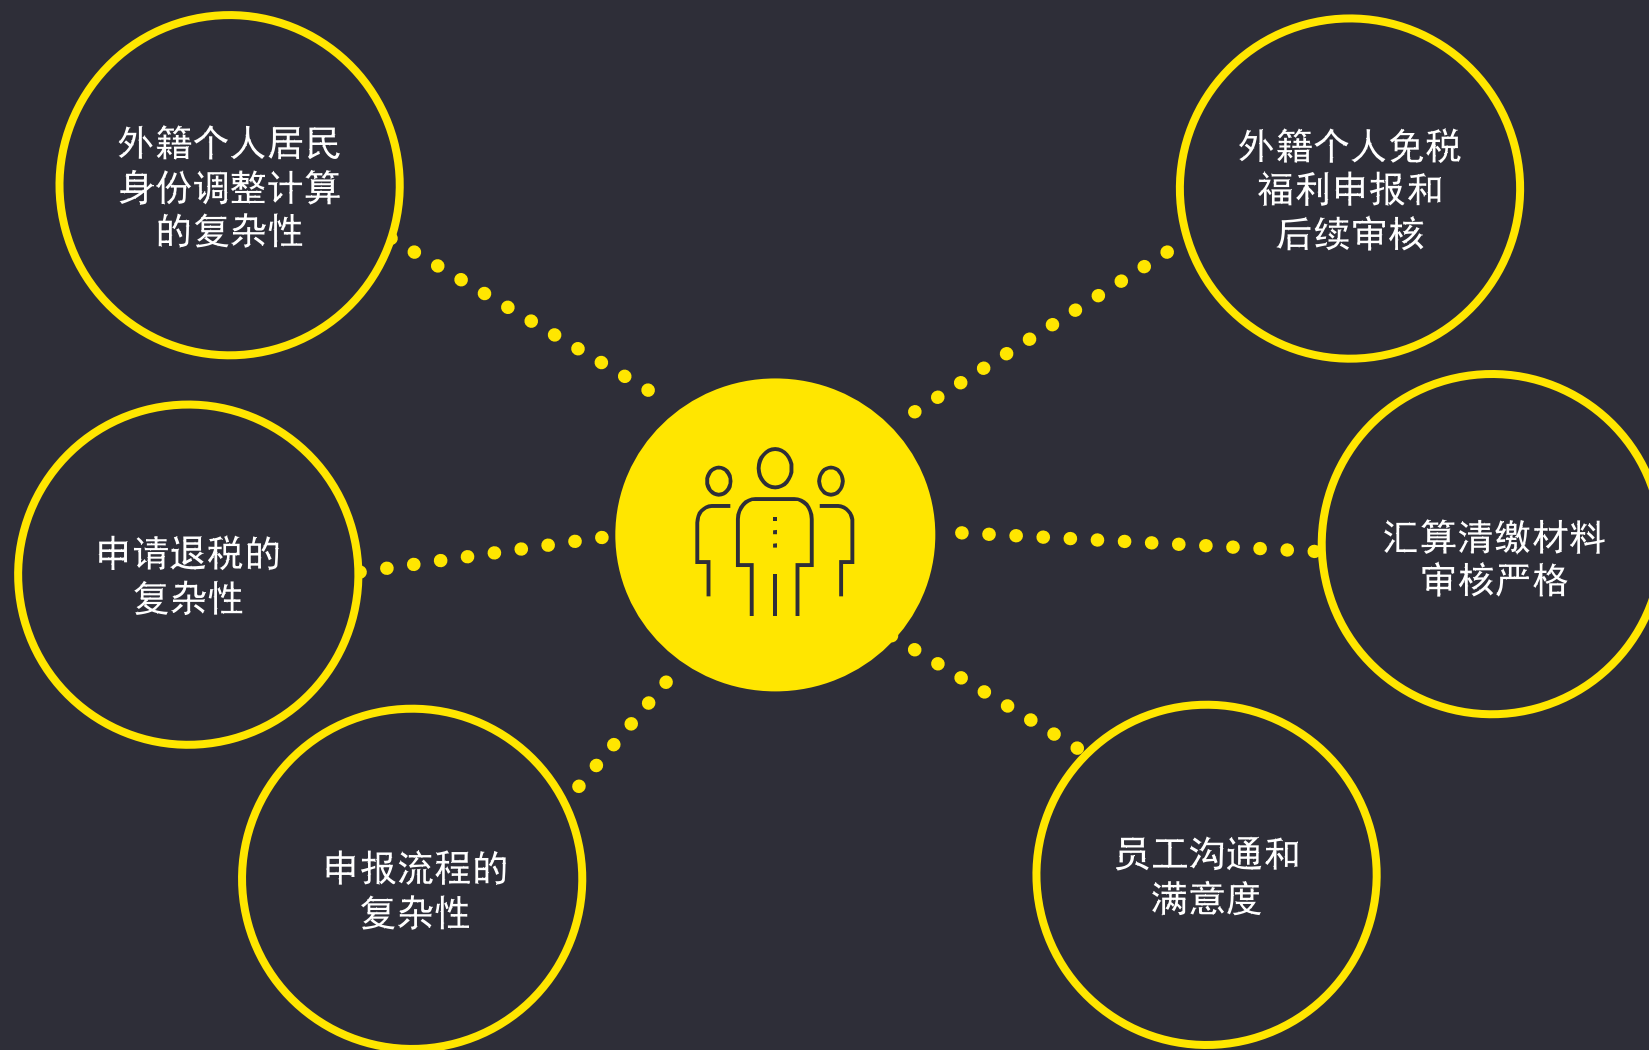 外籍个人居民
身份调整计算
的复杂性
外籍个人免税
福利申报和
后续审核
申请退税的
复杂性
汇算清缴材料
审核严格
申报流程的
复杂性
员工沟通和
满意度